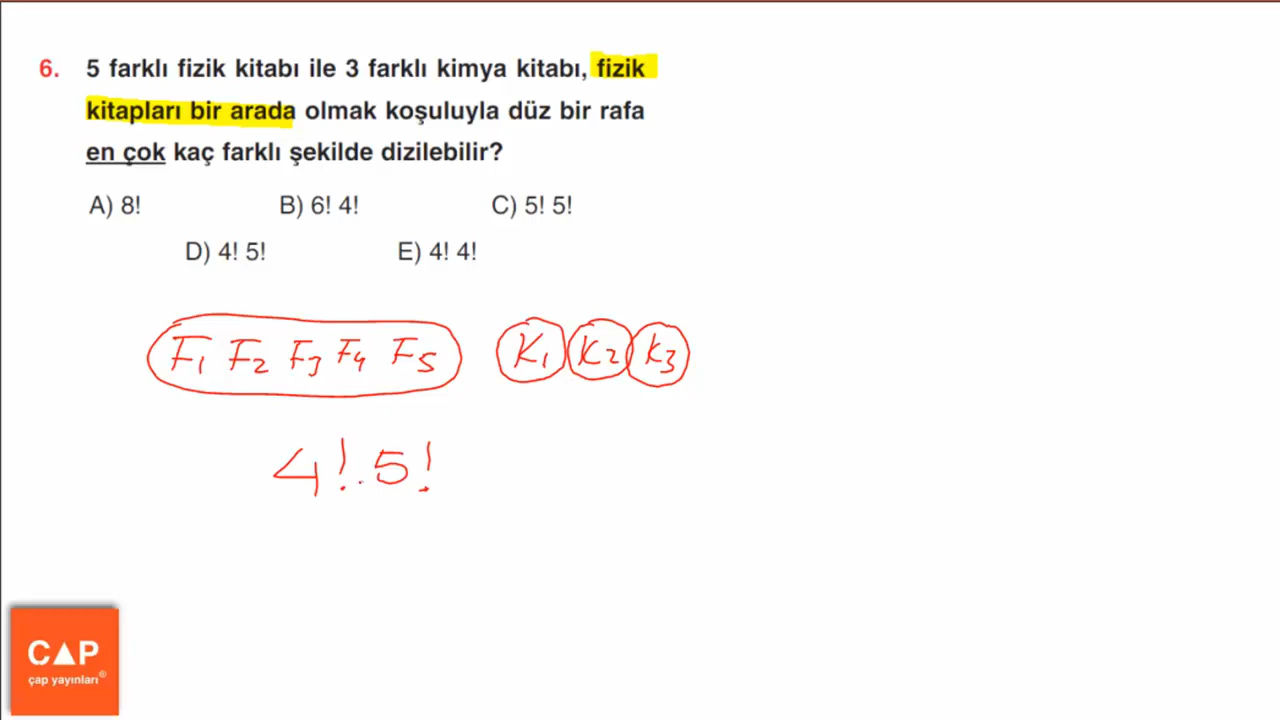 6. 5 farklı fizik kitabı ile 3 farklı kimya kitabı, fizik
kitapları bir arada olmak koşuluyla düz bir rafa
en çok kaç farklı şekilde dizilebilir?
A) 8! B) 6! 4! C) 5! 5!
D) 4! 5! E) 4! 4!
F1 F2 F3 F4 F5 K1 K2 K3
4! . 5!
CAP
çap yayınları®